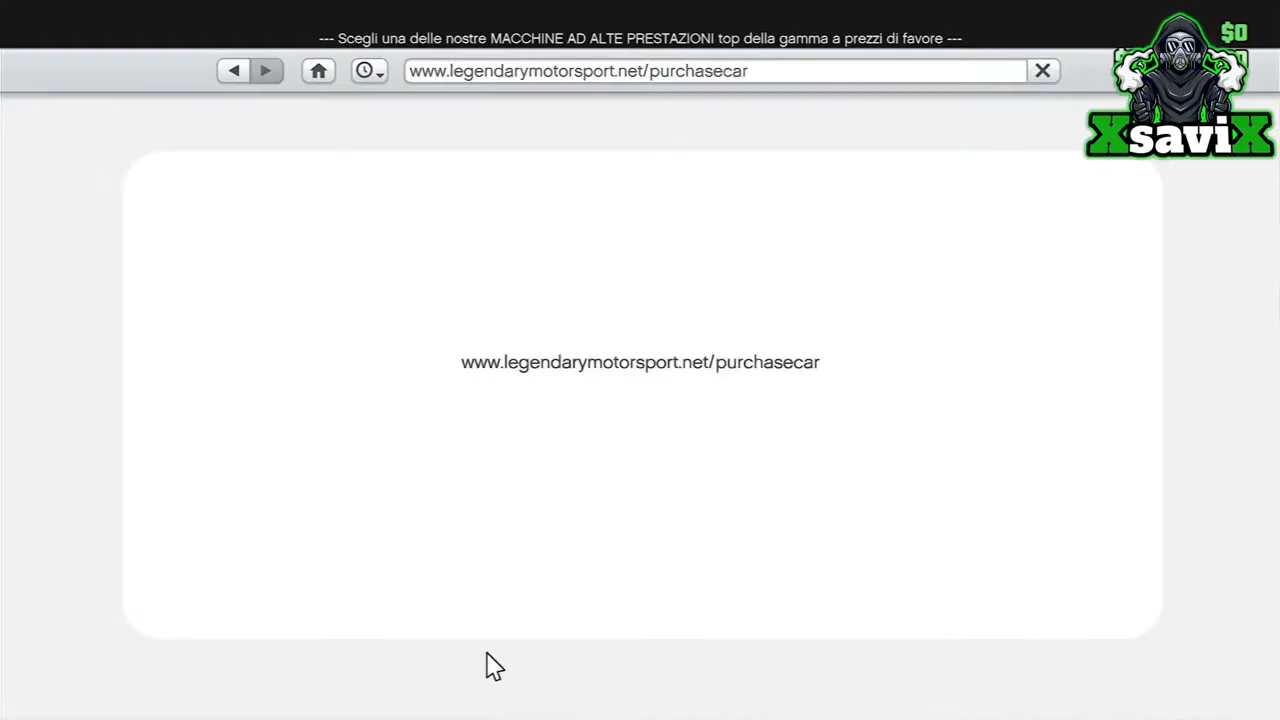 --- Scegli una delle nostre MACCHINE AD ALTE PRESTAZIONI top della gamma a prezzi di favore ---
$0
www.legendarymotorsport.net/purchasecar
XsaviX
www.legendarymotorsport.net/purchasecar